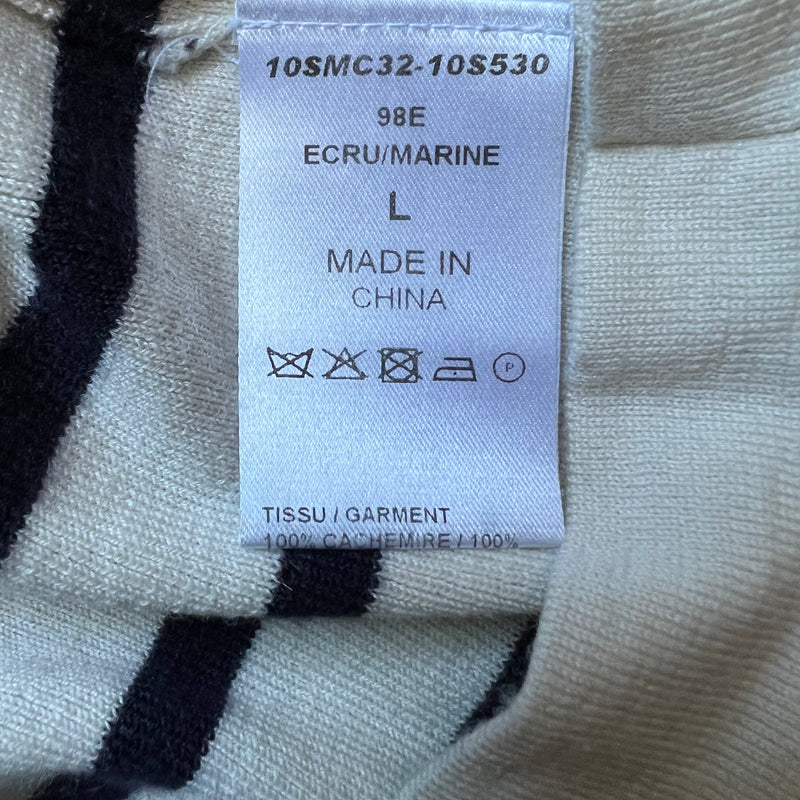 10SMC32-10S530
98E
ECRU/MARINE
L
MADE IN
CHINA
P
TISSU / GARMENT
100% CACHEMIRE / 100%